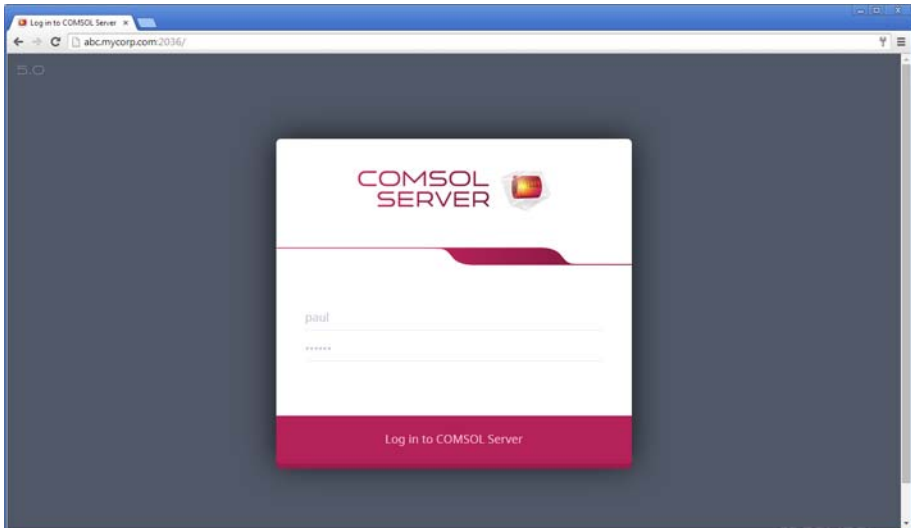 Log in to COMSOL Server
abc.mycorp.com:2036/
5.0
COMSOL
SERVER
paul
••••••
Log in to COMSOL Server